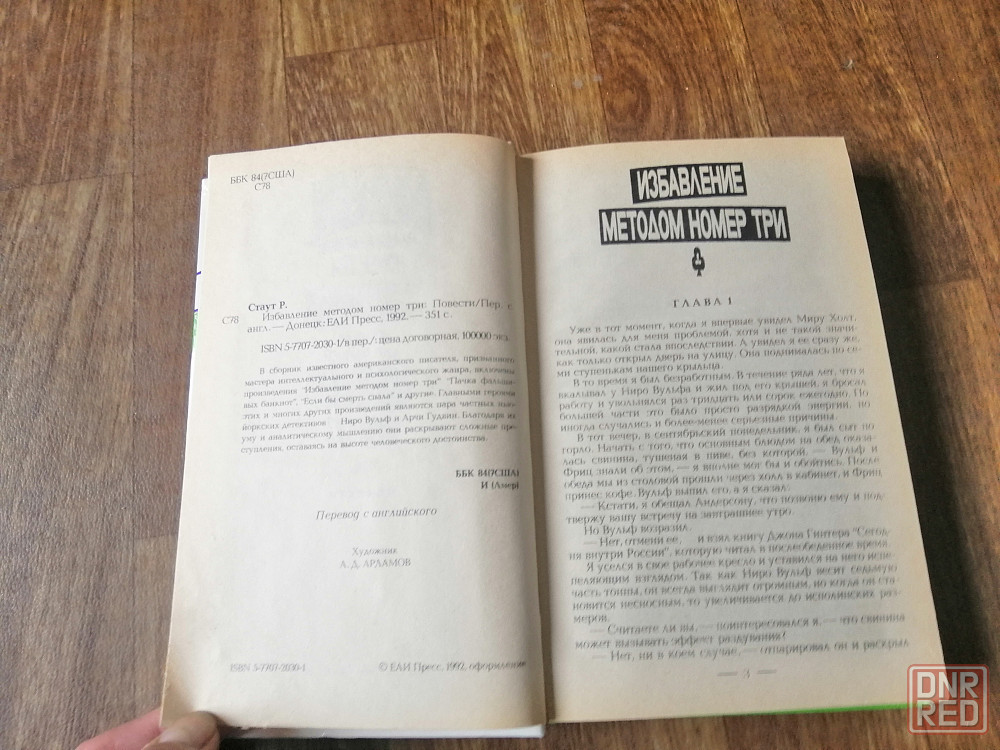 ББК 84(7США)
С78
Стаут Р.
С78
Избавление методом номер три: Повести/Пер. с
англ. — Донецк: ЕАИ Пресс, 1992. — 351 с.
ISBN 5-7707-2030-1/в пер./: цена договорная. 100000 экз.
В сборник известного американского писателя, признанного
мастера интеллектуального и психологического жанра, включены
произведения "Избавление методом номер три" "Пачка фальши-
вых банкнот", "Если бы смерть спала" и другие. Главными героями
этих и многих других произведений являются пара частных нью-
йоркских детективов Ниро Вульф и Арчи Гудвин. Благодаря их
уму и аналитическому мышлению они раскрывают сложные пре-
ступления, оставаясь на высоте человеческого достоинства.
ББК 84(7США)
И (Амер)
Перевод с английского
Художник
А. Д. АРЛАМОВ
ISBN 5-7707-2030-1
© ЕАИ Пресс, 1992, оформление
ИЗБАВЛЕНИЕ
МЕТОДОМ НОМЕР ТРИ
ГЛАВА 1
Уже в тот момент, когда я впервые увидел Миру Холт,
она явилась для меня проблемой, хотя и не такой значи-
тельной, какой стала впоследствии. А увидел я ее сразу же,
как только открыл дверь на улицу. Она поднималась по се-
ми ступенькам нашего крыльца.
В то время я был безработным. В течение ряда лет, что я
вкалывал у Ниро Вульфа и жил под его крышей, я бросал
работу и увольнялся раз тридцать или сорок ежегодно. По
большей части это было просто разрядкой энергии, но
иногда случались и более-менее серьезные причины.
В тот вечер, в сентябрьский понедельник, я был сыт по
горло. Начать с того, что основным блюдом на обед оказа-
лась свинина, тушеная в пиве, без которой, — Вульф и
Фриц знали об этом, — я вполне мог бы и обойтись. После
обеда мы из столовой прошли через холл в кабинет, и Фриц
принес кофе. Вульф выпил его, а я сказал:
— Кстати, я обещал Андерсону, что позвоню ему и под-
твержу вашу встречу на завтрашнее утро.
Но Вульф возразил.
— Нет, отмени ее, и взял книгу Джона Гинтера "Сегод-
ня внутри России", которую читал в послеобеденное время.
Я уселся в свое рабочее кресло и уставился на него испе-
пеляющим взглядом. Так как Ниро Вульф весит седьмую
часть тонны, он всегда выглядит огромным, но когда он ста-
новится несносным, то увеличивается до исполинских раз-
меров.
— Считаете ли вы, — поинтересовался я, — что свинина
может вызывать эффект раздувания?
— Нет, ни в коем случае, — отпарировал он и раскрыл
— 3 —
DNR
RED